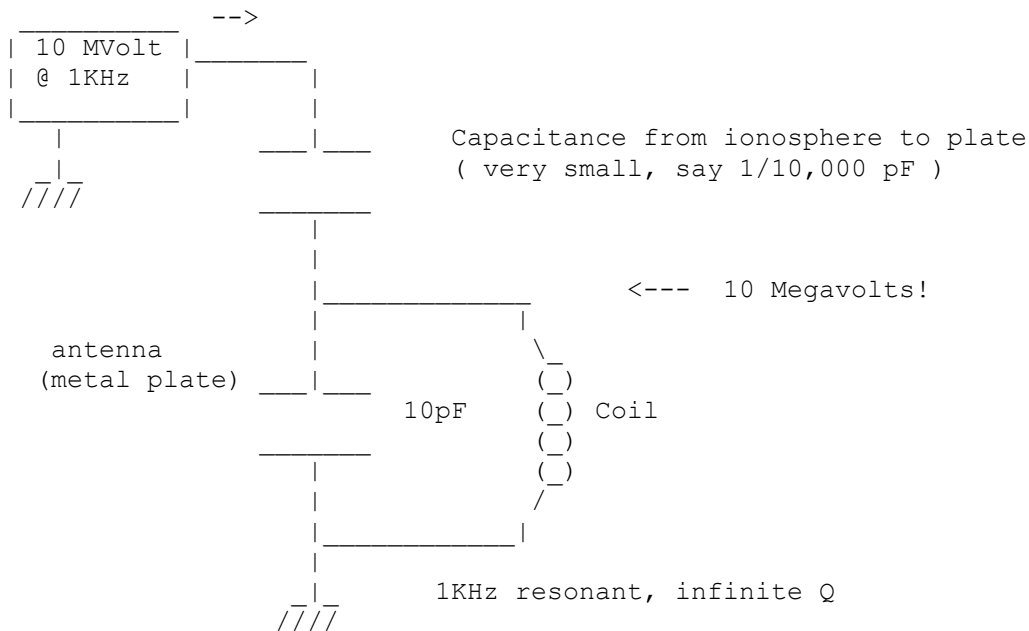 -->
10 MVolt
@ 1KHz
Capacitance from ionosphere to plate
( very small, say 1/10,000 pF )
<--- 10 Megavolts!
antenna
(metal plate)
10pF
Coil
1KHz resonant, infinite Q